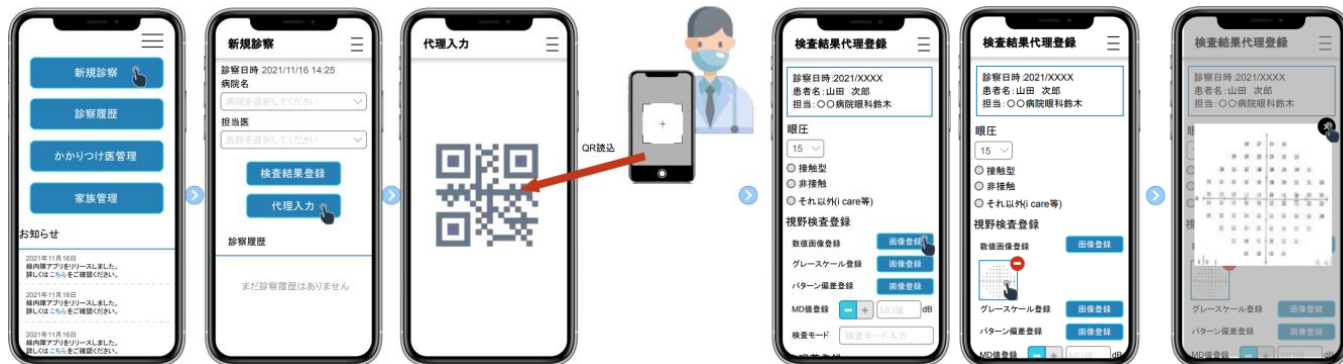 新規診察
診察履歴
かかりつけ医管理
家族管理
お知らせ
2021年11月16日
緑内障アプリをリリースしました。
詳しくはこちらをご確認ください。
2021年11月16日
緑内障アプリをリリースしました。
詳しくはこちらをご確認ください。
2021年11月16日
緑内障アプリをリリースしました。
詳しくはこちらをご確認ください。
新規診察
診察日時 2021/11/16 14:25
病院名
病院を選択してください
担当医
医師を選択してください
検査結果登録
代理入力
診察履歴
まだ診察履歴はありません
代理入力
QR読込
検査結果代理登録
診察日時:2021/XXXX
患者名:山田 次郎
担当:〇〇病院眼科鈴木
眼圧
15
接触型
非接触
それ以外(i care等)
視野検査登録
数値画像登録 画像登録
グレースケール登録 画像登録
パターン偏差登録 画像登録
MD値登録 - + MD値 dB
検査モード 検査モード入力
検査結果代理登録
診察日時:2021/XXXX
患者名:山田 次郎
担当:〇〇病院眼科鈴木
眼圧
15
接触型
非接触
それ以外(i care等)
視野検査登録
数値画像登録 画像登録
グレースケール登録 画像登録
パターン偏差登録 画像登録
MD値登録 - + MD値 dB
検査結果代理登録
診察日時:2021/XXXX
患者名:山田 次郎
担当:〇〇病院眼科鈴木
グレースケール登録 画像登録
パターン偏差登録 画像登録
MD値登録 - + MD値 dB